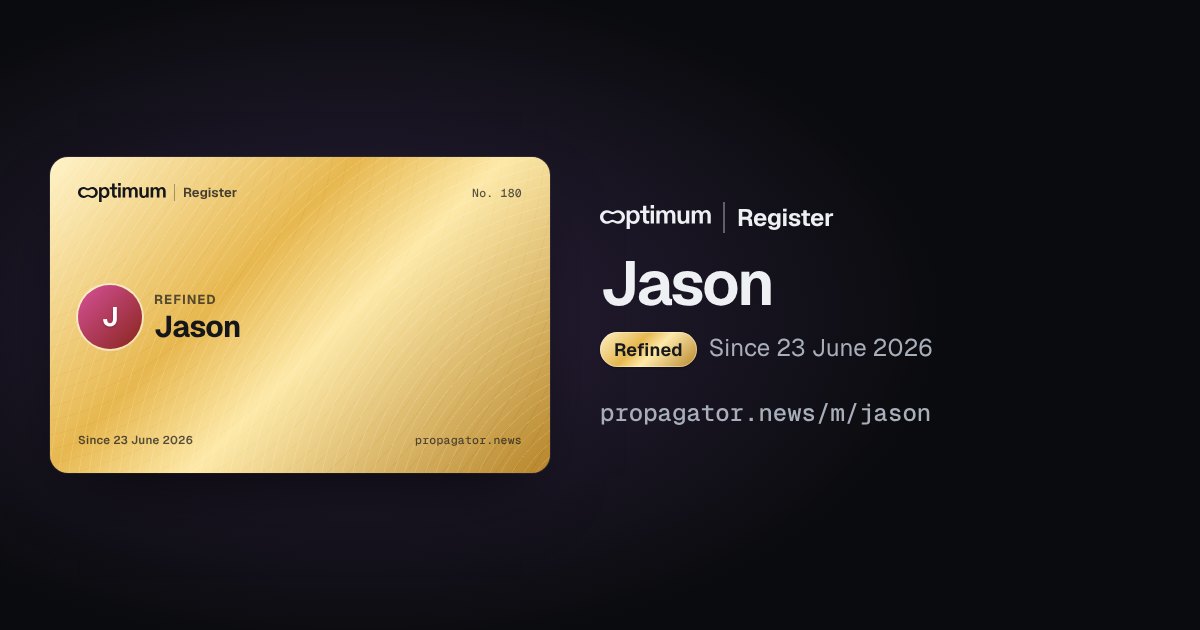 optimum | Register
No. 180
J
REFINED
Jason
Since 23 June 2026
propagator.news
optimum | Register
Jason
Refined
Since 23 June 2026
propagator.news/m/jason